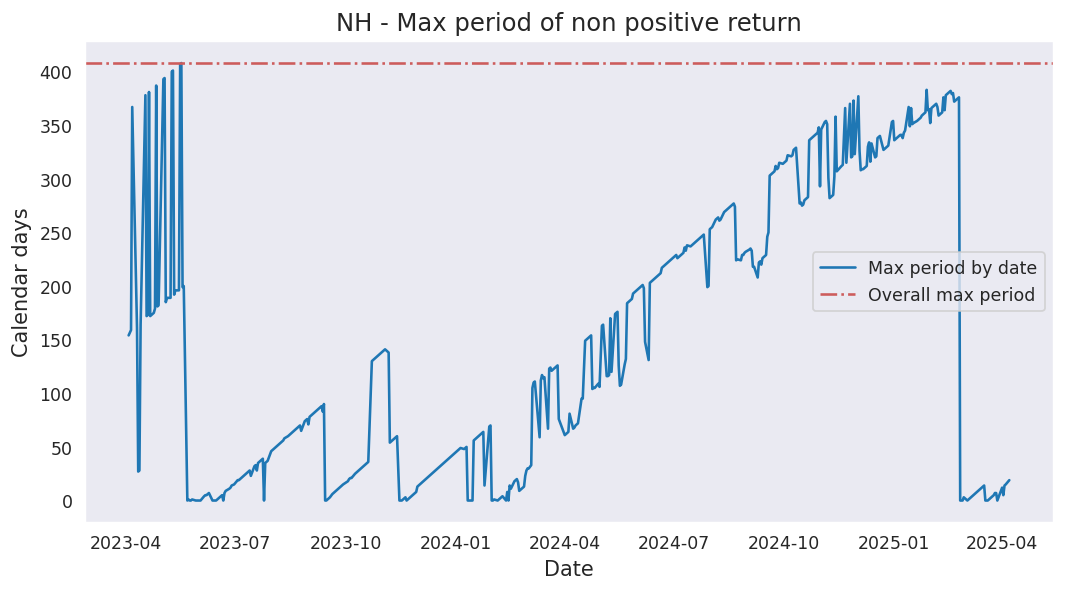 NH - Max period of non positive return
Calendar days
400
350
300
250
200
150
100
50
0
Max period by date
Overall max period
2023-04 2023-07 2023-10 2024-01 2024-04 2024-07 2024-10 2025-01 2025-04
Date